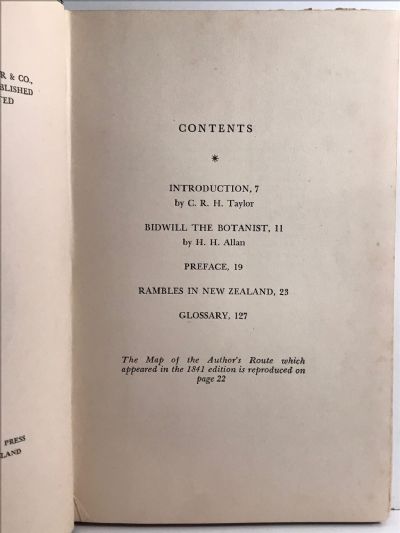 R & CO.,
BLISHED
TED
PRESS
LAND
CONTENTS
*
INTRODUCTION, 7
by C. R. H. Taylor
BIDWILL THE BOTANIST, 11
by H. H. Allan
PREFACE, 19
RAMBLES IN NEW ZEALAND, 23
GLOSSARY, 127
The Map of the Author's Route which
appeared in the 1841 edition is reproduced on
page 22